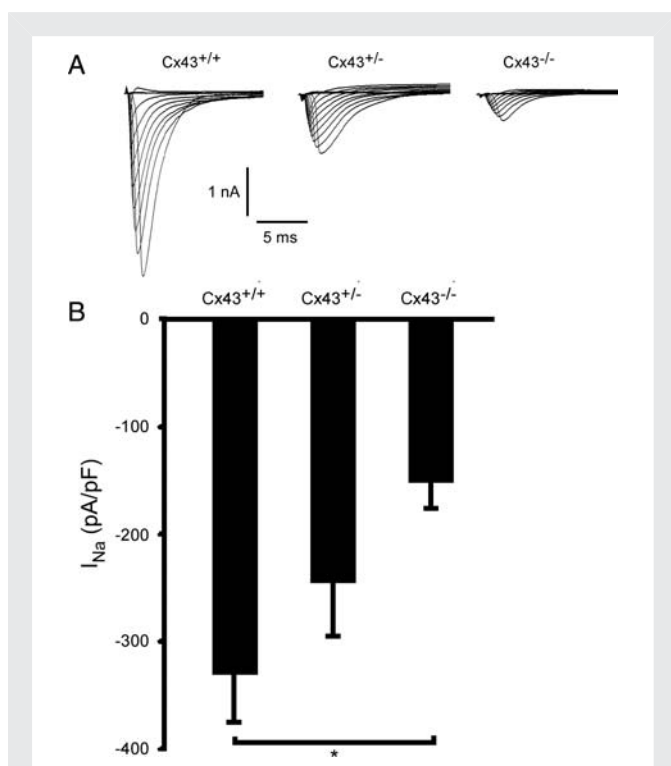 A
Cx43+/+ Cx43+/- Cx43-/-
1 nA
5 ms
B
Cx43+/+ Cx43+/- Cx43-/-
0
-100
-200
-300
-400
INa (pA/pF)
*